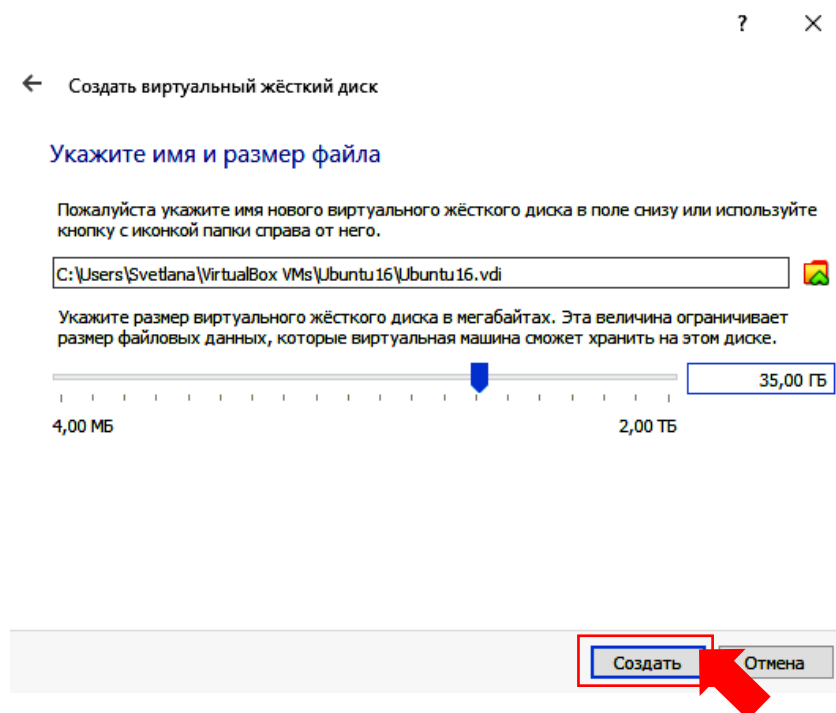 ?
Создать виртуальный жёсткий диск
Укажите имя и размер файла
Пожалуйста укажите имя нового виртуального жёсткого диска в поле снизу или используйте
кнопку с иконкой папки справа от него.
C:\Users\Svetlana\VirtualBox VMs\Ubuntu16\Ubuntu16.vdi
Укажите размер виртуального жёсткого диска в мегабайтах. Эта величина ограничивает
размер файловых данных, которые виртуальная машина сможет хранить на этом диске.
35,00 ГБ
4,00 МБ 2,00 ТБ
Создать Отмена